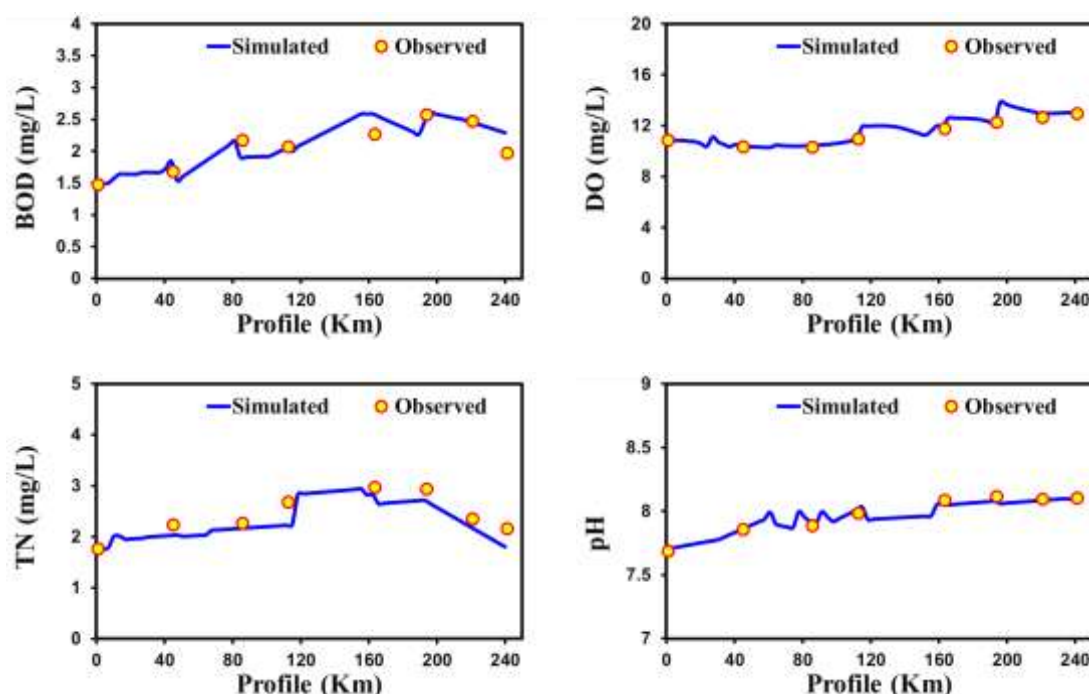 4
3.5
3
2.5
2
1.5
1
0.5
0
BOD (mg/L)
Simulated Observed
0 40 80 120 160 200 240
Profile (Km)
20
16
12
8
4
0
DO (mg/L)
Simulated Observed
0 40 80 120 160 200 240
Profile (Km)
5
4
3
2
1
0
TN (mg/L)
Simulated Observed
0 40 80 120 160 200 240
Profile (Km)
9
8.5
8
7.5
7
pH
Simulated Observed
0 40 80 120 160 200 240
Profile (Km)